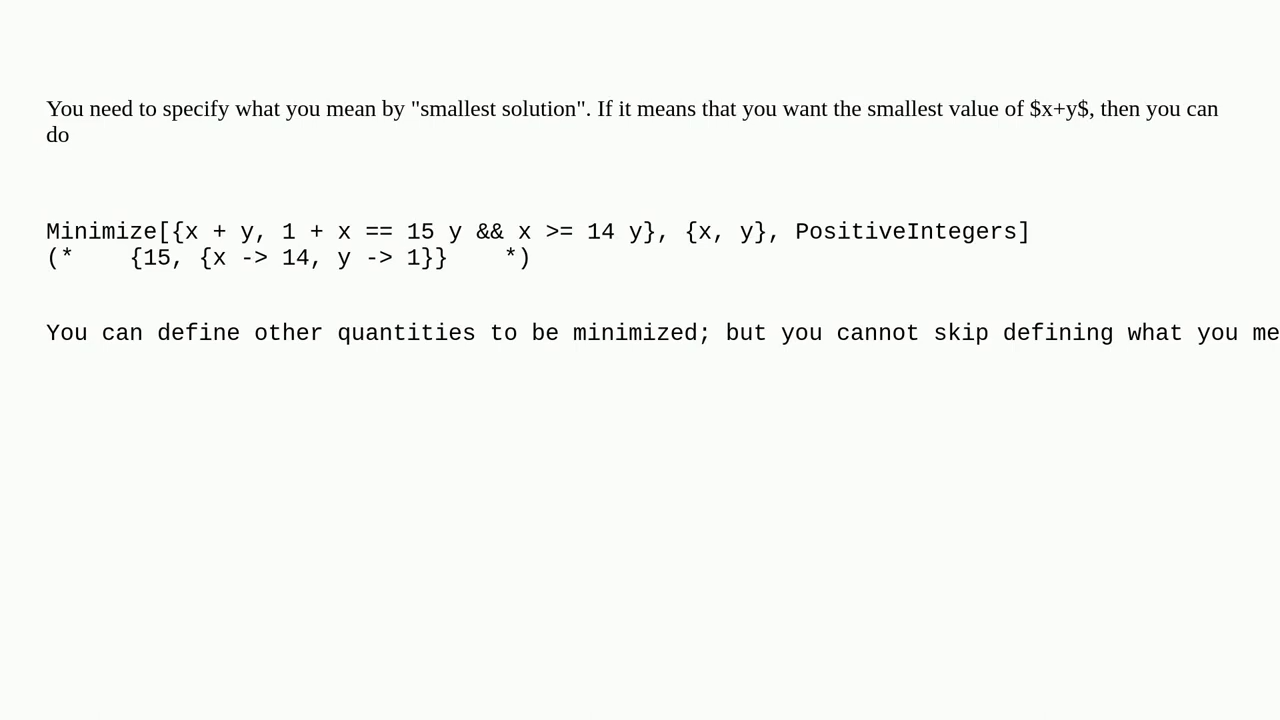 You need to specify what you mean by "smallest solution". If it means that you want the smallest value of $x+y$, then you can
do
Minimize[{x + y, 1 + x == 15 y && x >= 14 y}, {x, y}, PositiveIntegers]
(*    {15, {x -> 14, y -> 1}}    *)
You can define other quantities to be minimized; but you cannot skip defining what you